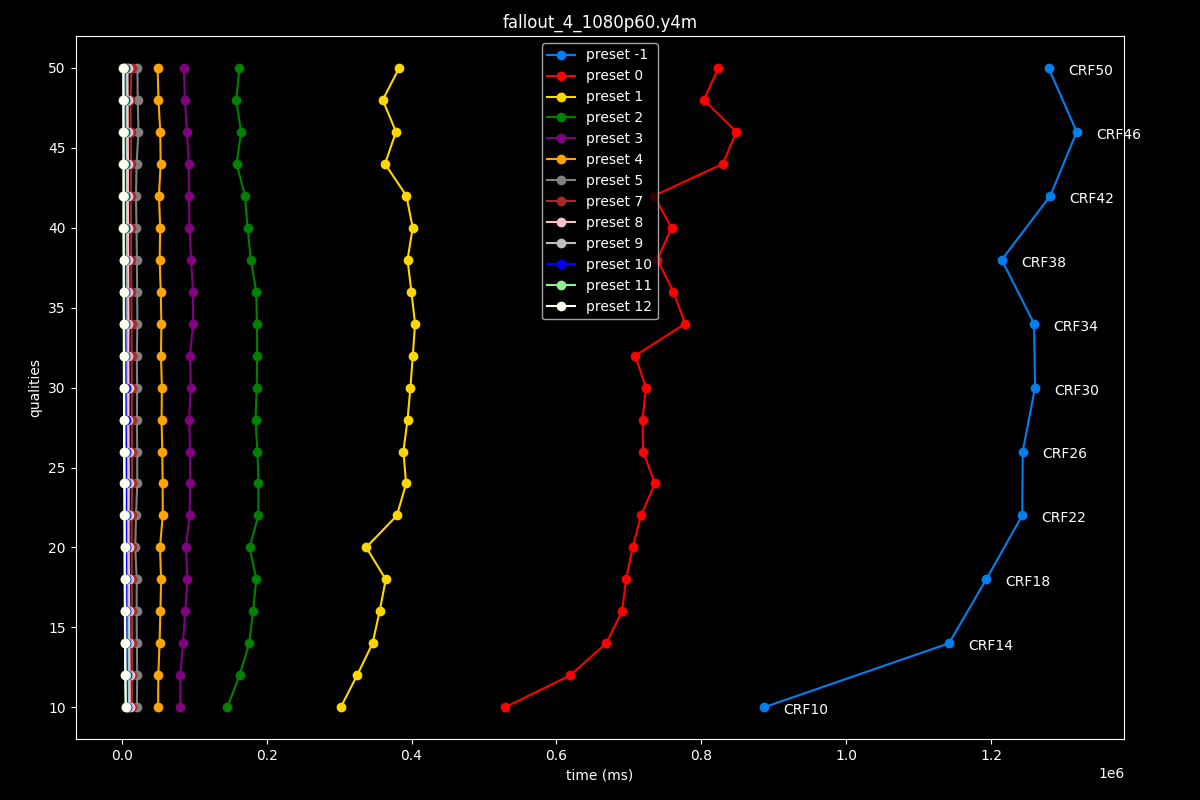 fallout_4_1080p60.y4m
preset -1
preset 0
preset 1
preset 2
preset 3
preset 4
preset 5
preset 7
preset 8
preset 9
preset 10
preset 11
preset 12
50
45
40
35
30
25
20
15
10
qualities
CRF50
CRF46
CRF42
CRF38
CRF34
CRF30
CRF26
CRF22
CRF18
CRF14
CRF10
0.0 0.2 0.4 0.6 0.8 1.0 1.2
time (ms)
1e6